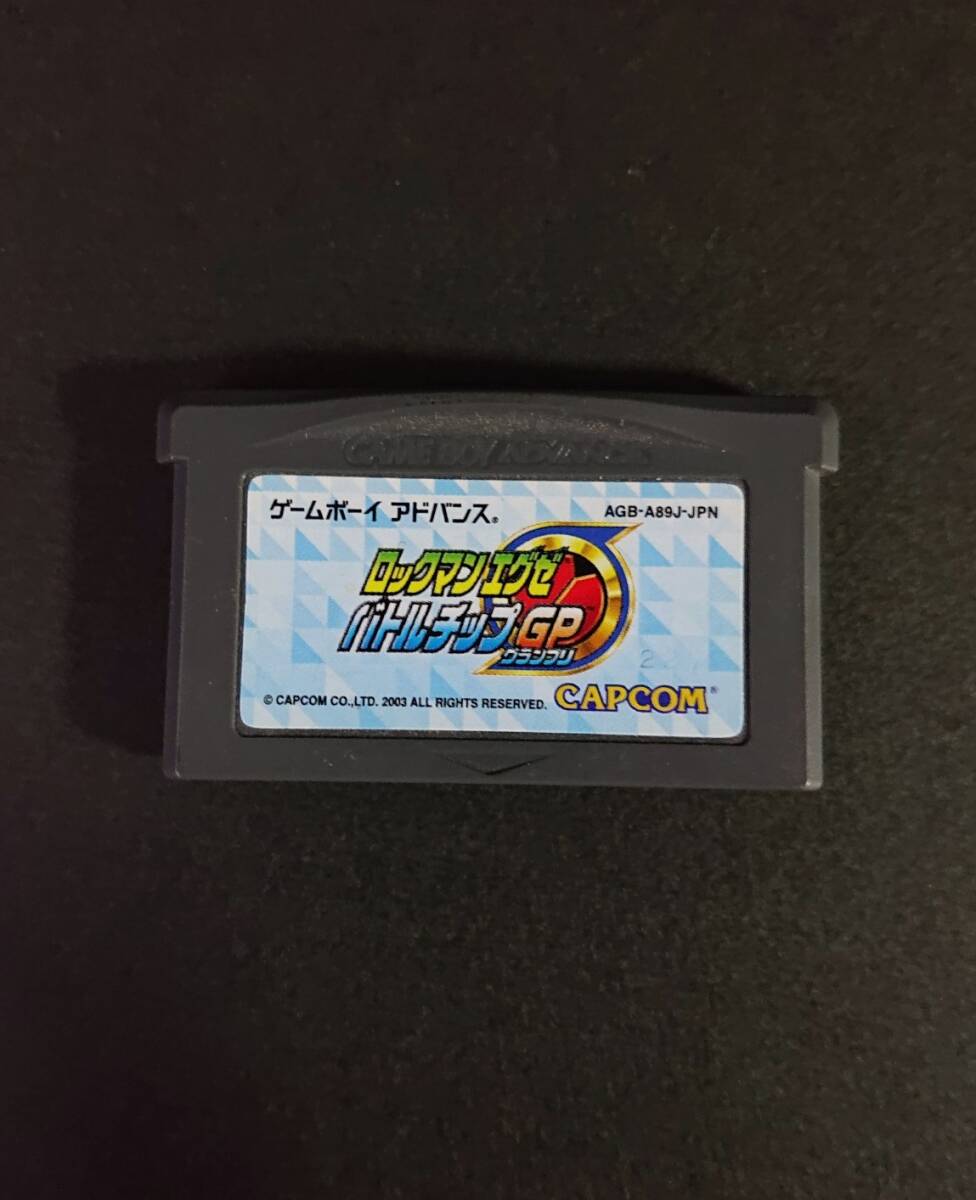 GAME BOY ADVANCE
ゲームボーイ アドバンス®
AGB-A89J-JPN
ロックマン エグゼ
バトルチップGP™
グランプリ
© CAPCOM CO.,LTD. 2003 ALL RIGHTS RESERVED.
CAPCOM®